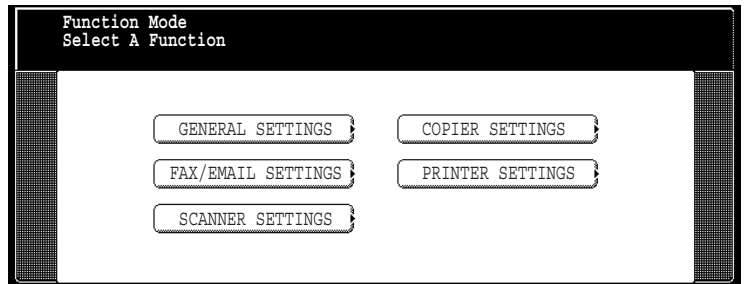 Function Mode
Select A Function
GENERAL SETTINGS
COPIER SETTINGS
FAX/EMAIL SETTINGS
PRINTER SETTINGS
SCANNER SETTINGS